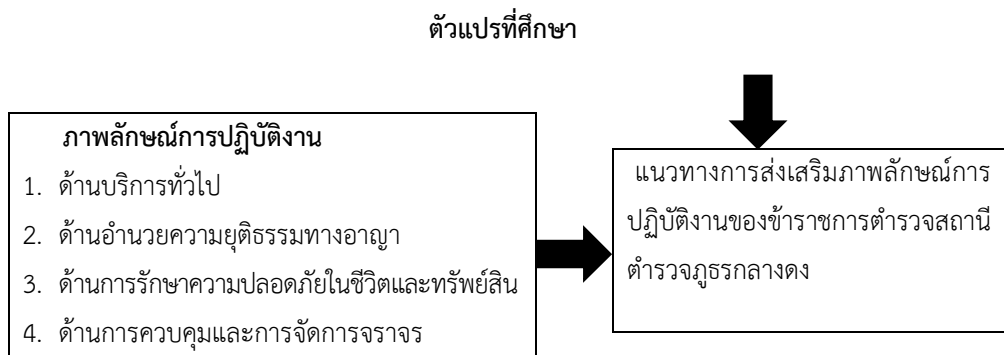 ตัวแปรที่ศึกษา
ภาพลักษณ์การปฏิบัติงาน
1. ด้านบริการทั่วไป
2. ด้านอำนวยความยุติธรรมทางอาญา
3. ด้านการรักษาความปลอดภัยในชีวิตและทรัพย์สิน
4. ด้านการควบคุมและการจัดการจราจร
แนวทางการส่งเสริมภาพลักษณ์การ
ปฏิบัติงานของข้าราชการตำรวจสถานี
ตำรวจภูธรกลางดง